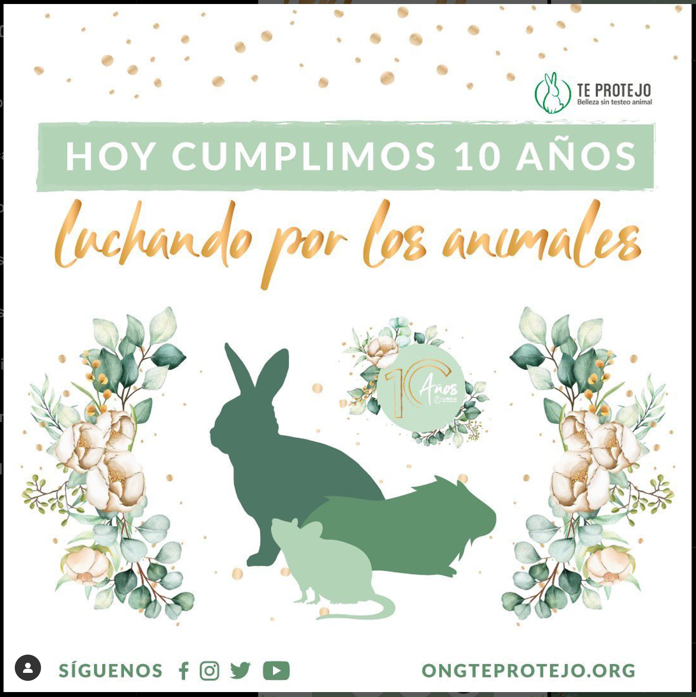 TE PROTEJO
Belleza sin testeo animal
HOY CUMPLIMOS 10 AÑOS
luchando por los animales
10 Años
SÍGUENOS
ONGTEPROTEJO.ORG